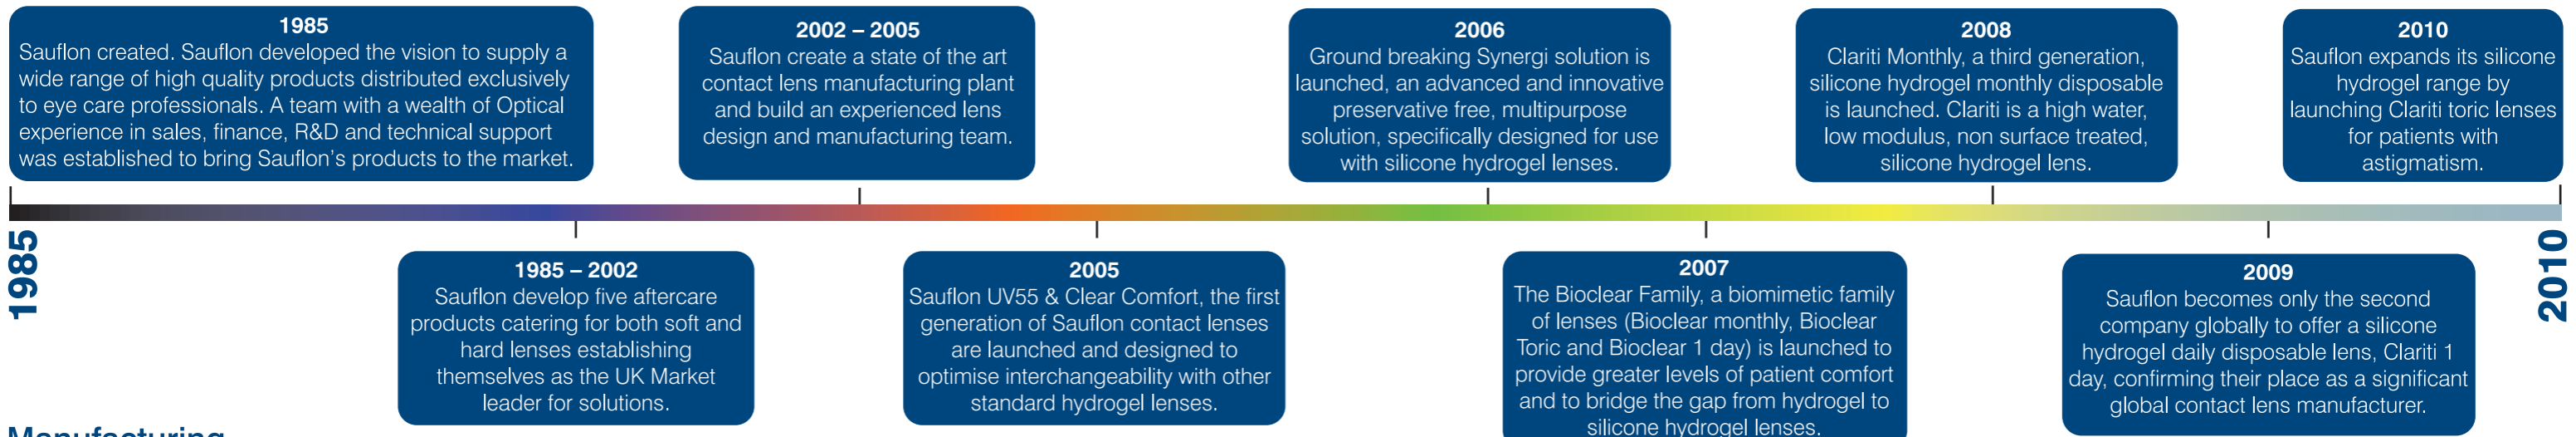 1985
Sauflon created. Sauflon developed the vision to supply a
wide range of high quality products distributed exclusively
to eye care professionals. A team with a wealth of Optical
experience in sales, finance, R&D and technical support
was established to bring Sauflon's products to the market.
2002 – 2005
Sauflon create a state of the art
contact lens manufacturing plant
and build an experienced lens
design and manufacturing team.
2006
Ground breaking Synergi solution is
launched, an advanced and innovative
preservative free, multipurpose
solution, specifically designed for use
with silicone hydrogel lenses.
2008
Clariti Monthly, a third generation,
silicone hydrogel monthly disposable
is launched. Clariti is a high water,
low modulus, non surface treated,
silicone hydrogel lens.
2010
Sauflon expands its silicone
hydrogel range by
launching Clariti toric lenses
for patients with
astigmatism.
1985
1985 – 2002
Sauflon develop five aftercare
products catering for both soft and
hard lenses establishing
themselves as the UK Market
leader for solutions.
2005
Sauflon UV55 & Clear Comfort, the first
generation of Sauflon contact lenses
are launched and designed to
optimise interchangeability with other
standard hydrogel lenses.
2007
The Bioclear Family, a biomimetic family
of lenses (Bioclear monthly, Bioclear
Toric and Bioclear 1 day) is launched to
provide greater levels of patient comfort
and to bridge the gap from hydrogel to
silicone hydrogel lenses.
2009
Sauflon becomes only the second
company globally to offer a silicone
hydrogel daily disposable lens, Clariti 1
day, confirming their place as a significant
global contact lens manufacturer.
2010
Manufacturing